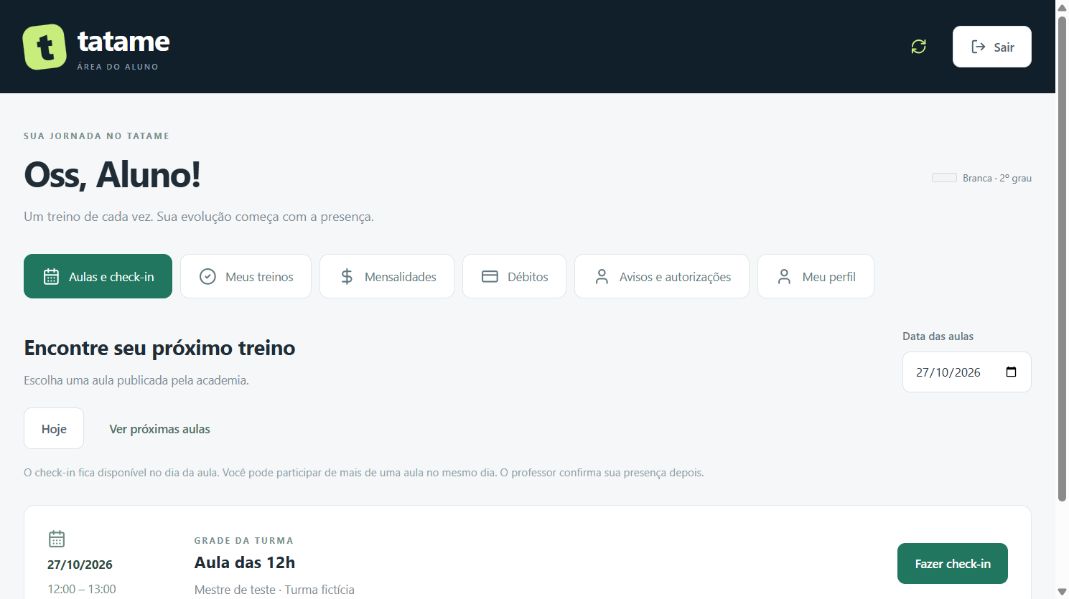 t tatame
ÁREA DO ALUNO
Sair
SUA JORNADA NO TATAME
Oss, Aluno!
Branca · 2º grau
Um treino de cada vez. Sua evolução começa com a presença.
Aulas e check-in
Meus treinos
Mensalidades
Débitos
Avisos e autorizações
Meu perfil
Encontre seu próximo treino
Data das aulas
Escolha uma aula publicada pela academia.
27/10/2026
Hoje
Ver próximas aulas
O check-in fica disponível no dia da aula. Você pode participar de mais de uma aula no mesmo dia. O professor confirma sua presença depois.
GRADE DA TURMA
27/10/2026
Aula das 12h
Fazer check-in
12:00 – 13:00
Mestre de teste · Turma fictícia